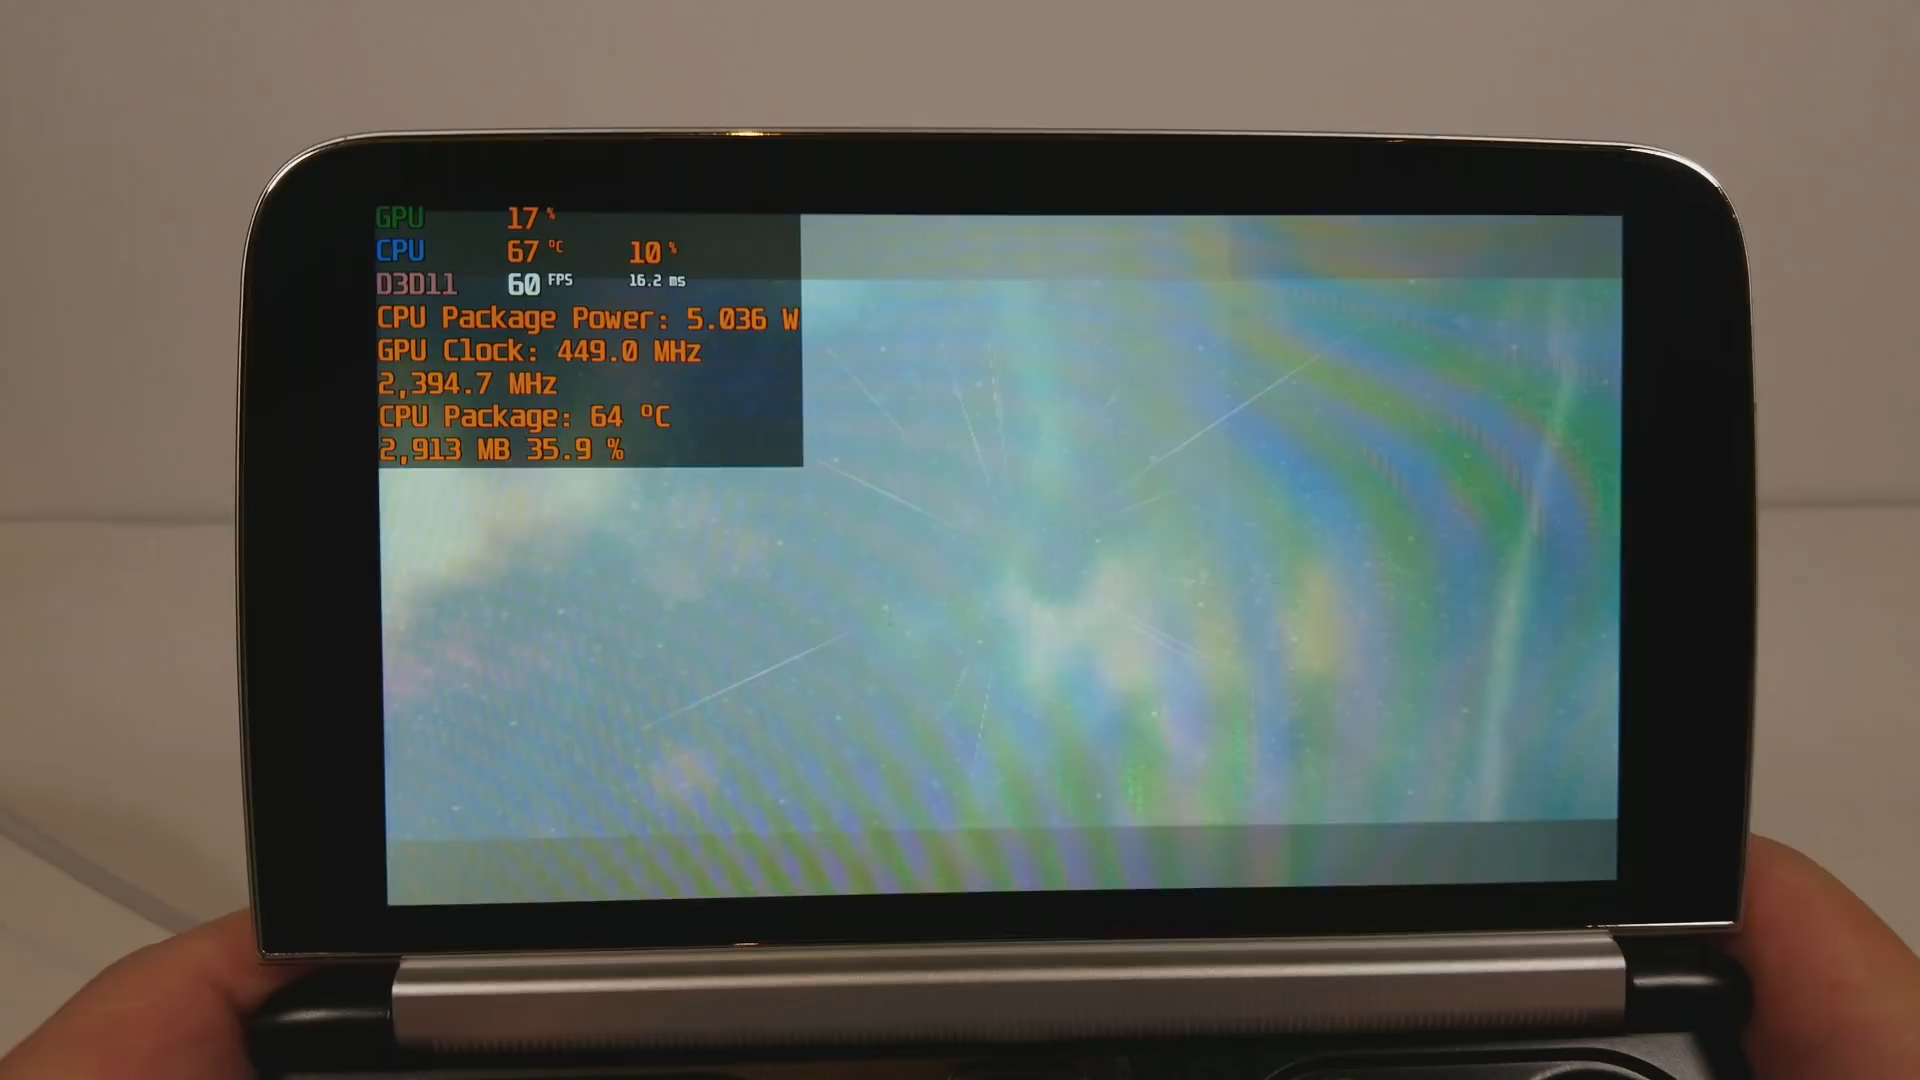 GPU 17 %
CPU 67 °C 10 %
D3D11 60 FPS 16.2 ms
CPU Package Power: 5.036 W
GPU Clock: 449.0 MHz
2,394.7 MHz
CPU Package: 64 °C
2,913 MB 35.9 %